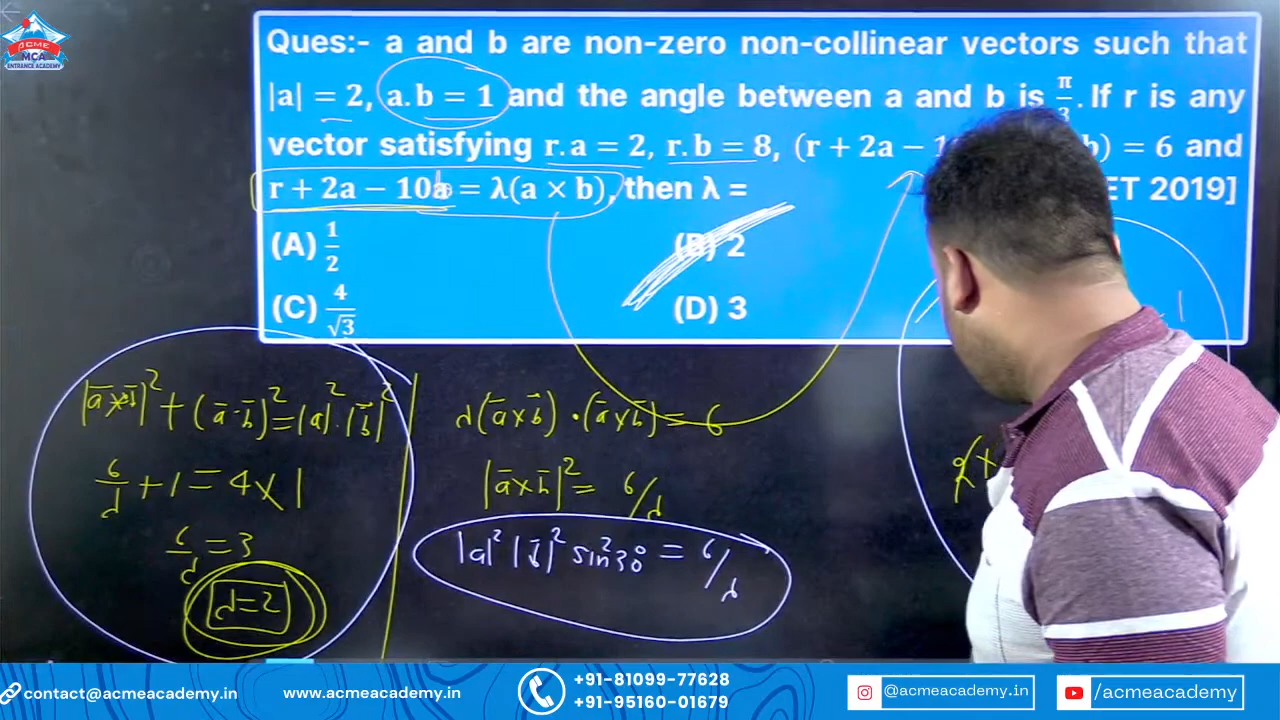 ACME
MCA
ENTRANCE ACADEMY
Ques:- a and b are non-zero non-collinear vectors such that
|a| = 2, a. b = 1 and the angle between a and b is π/3. If r is any
vector satisfying r. a = 2, r. b = 8, (r + 2a − 1 b) = 6 and
r + 2a − 10b = λ(a × b), then λ = ET 2019]
(A) 1/2 (B) 2
(C) 4/√3 (D) 3
|a̅ × b̅|² + (a̅·b̅)² = |a|²·|b̅|²
6/λ + 1 = 4 × 1
6/λ = 3
λ = 2
λ(a̅ × b̅)·(a̅ × b̅) = 6
|a̅ × b̅|² = 6/λ
|a|² |b̅|² sin² 30° = 6/λ
contact@acmeacademy.in
www.acmeacademy.in
+91-81099-77628
+91-95160-01679
@acmeacademy.in
/acmeacademy